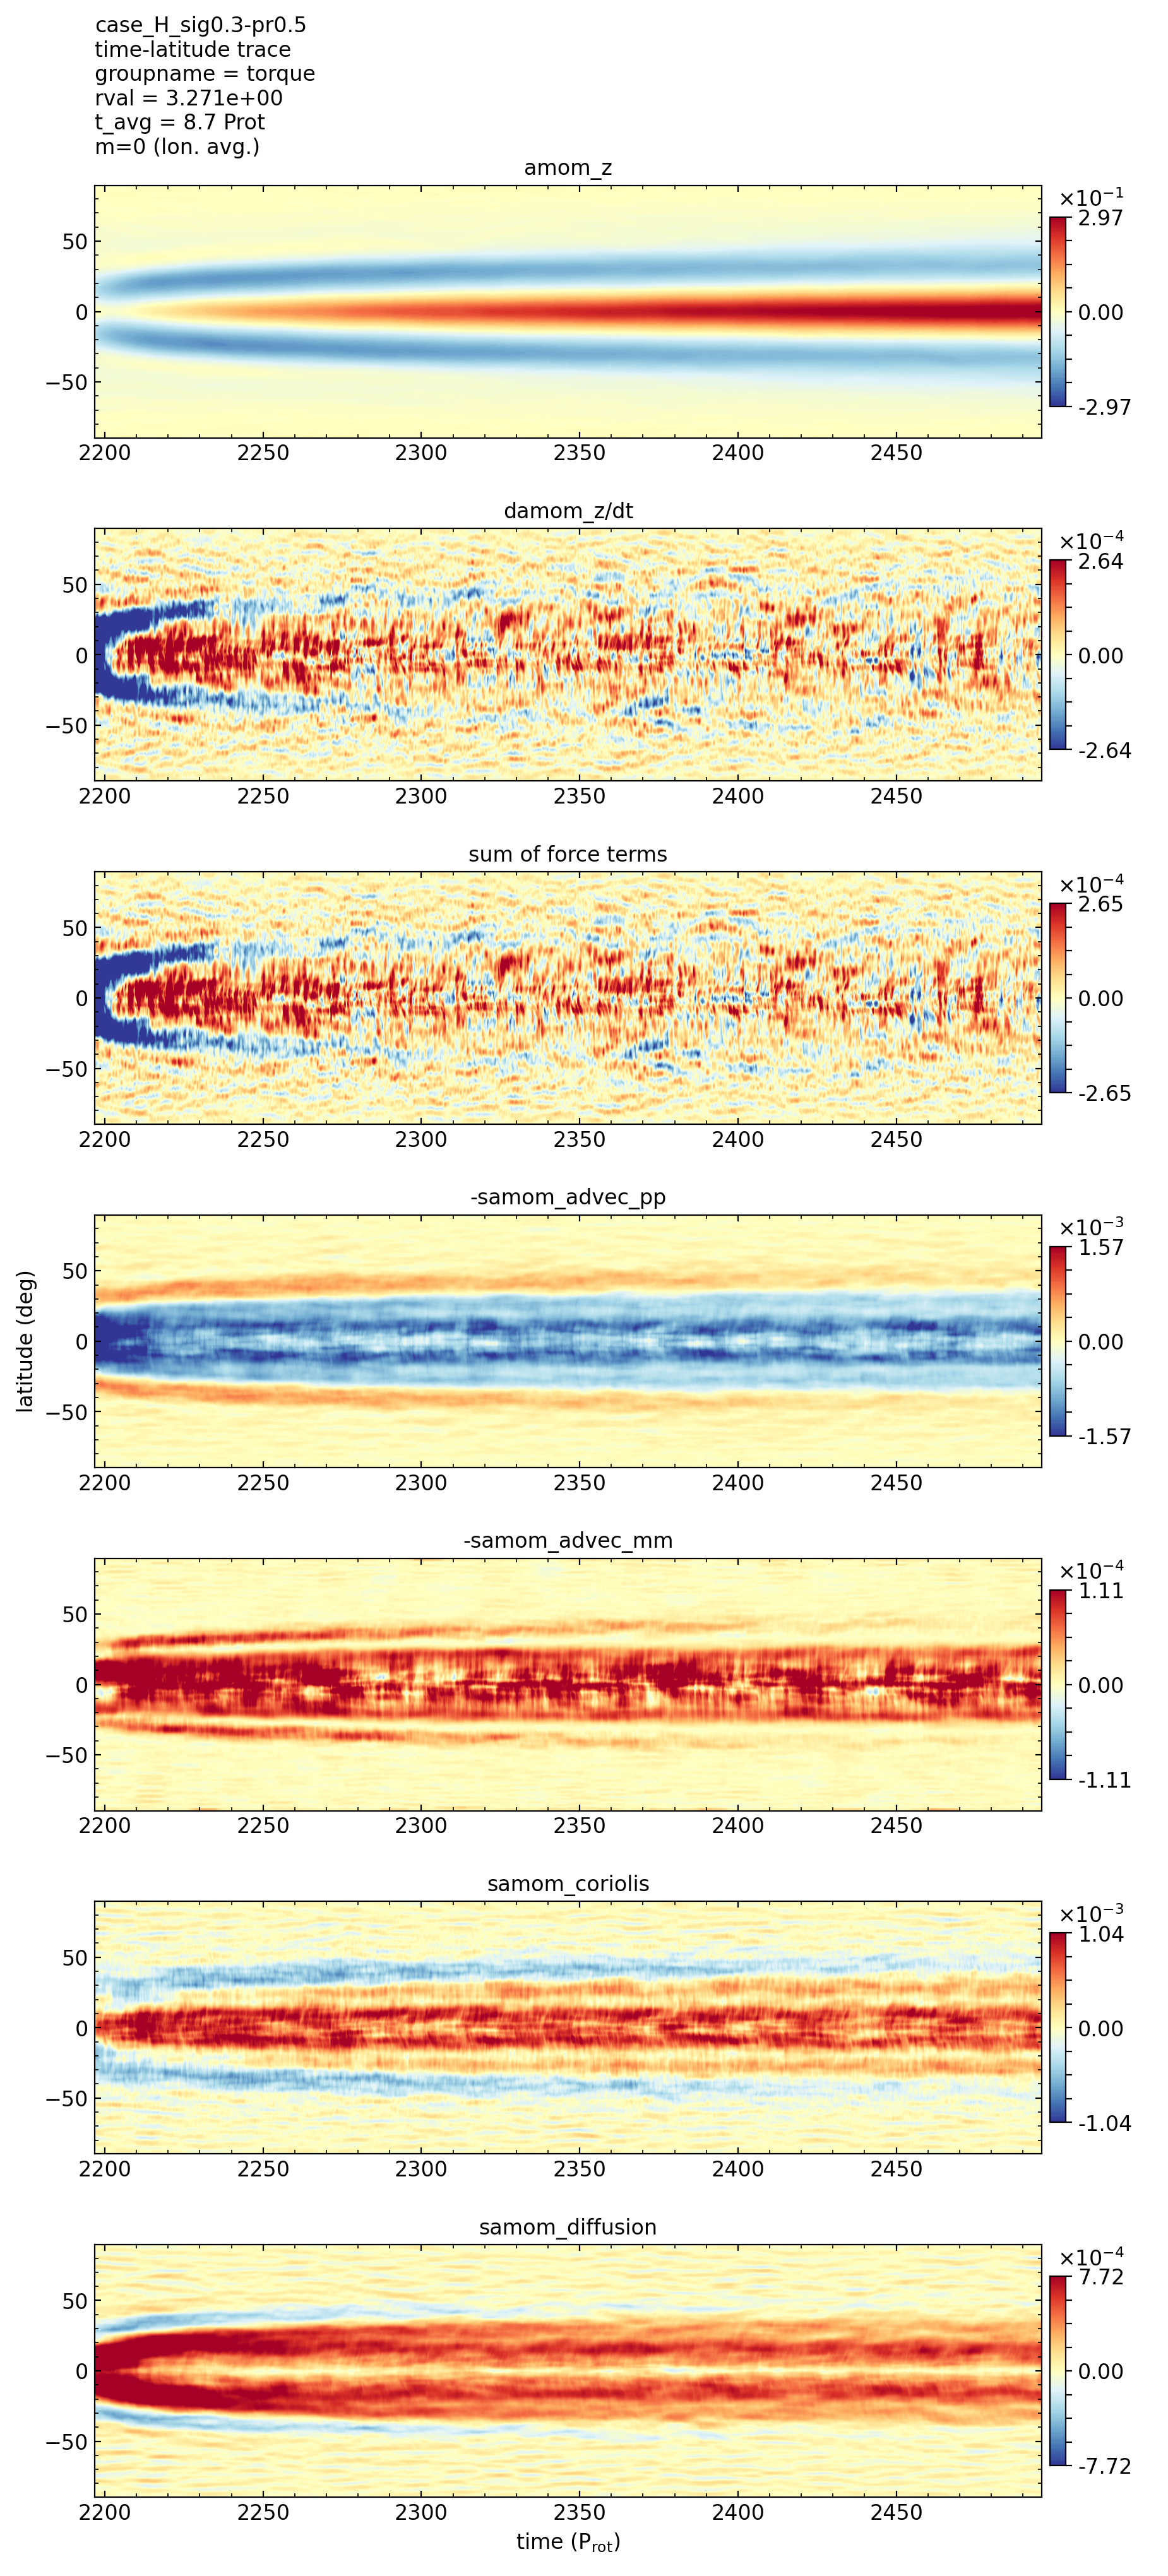 case_H_sig0.3-pr0.5
time-latitude trace
groupname = torque
rval = 3.271e+00
t_avg = 8.7 Prot
m=0 (lon. avg.)
amom_z
×10⁻¹
2.97
0.00
-2.97
50
0
−50
2200 2250 2300 2350 2400 2450
damom_z/dt
×10⁻⁴
2.64
0.00
-2.64
50
0
−50
2200 2250 2300 2350 2400 2450
sum of force terms
×10⁻⁴
2.65
0.00
-2.65
50
0
−50
2200 2250 2300 2350 2400 2450
-samom_advec_pp
×10⁻³
1.57
0.00
-1.57
latitude (deg)
50
0
−50
2200 2250 2300 2350 2400 2450
-samom_advec_mm
×10⁻⁴
1.11
0.00
-1.11
50
0
−50
2200 2250 2300 2350 2400 2450
samom_coriolis
×10⁻³
1.04
0.00
-1.04
50
0
−50
2200 2250 2300 2350 2400 2450
samom_diffusion
×10⁻⁴
7.72
0.00
-7.72
50
0
−50
2200 2250 2300 2350 2400 2450
time (P_rot)